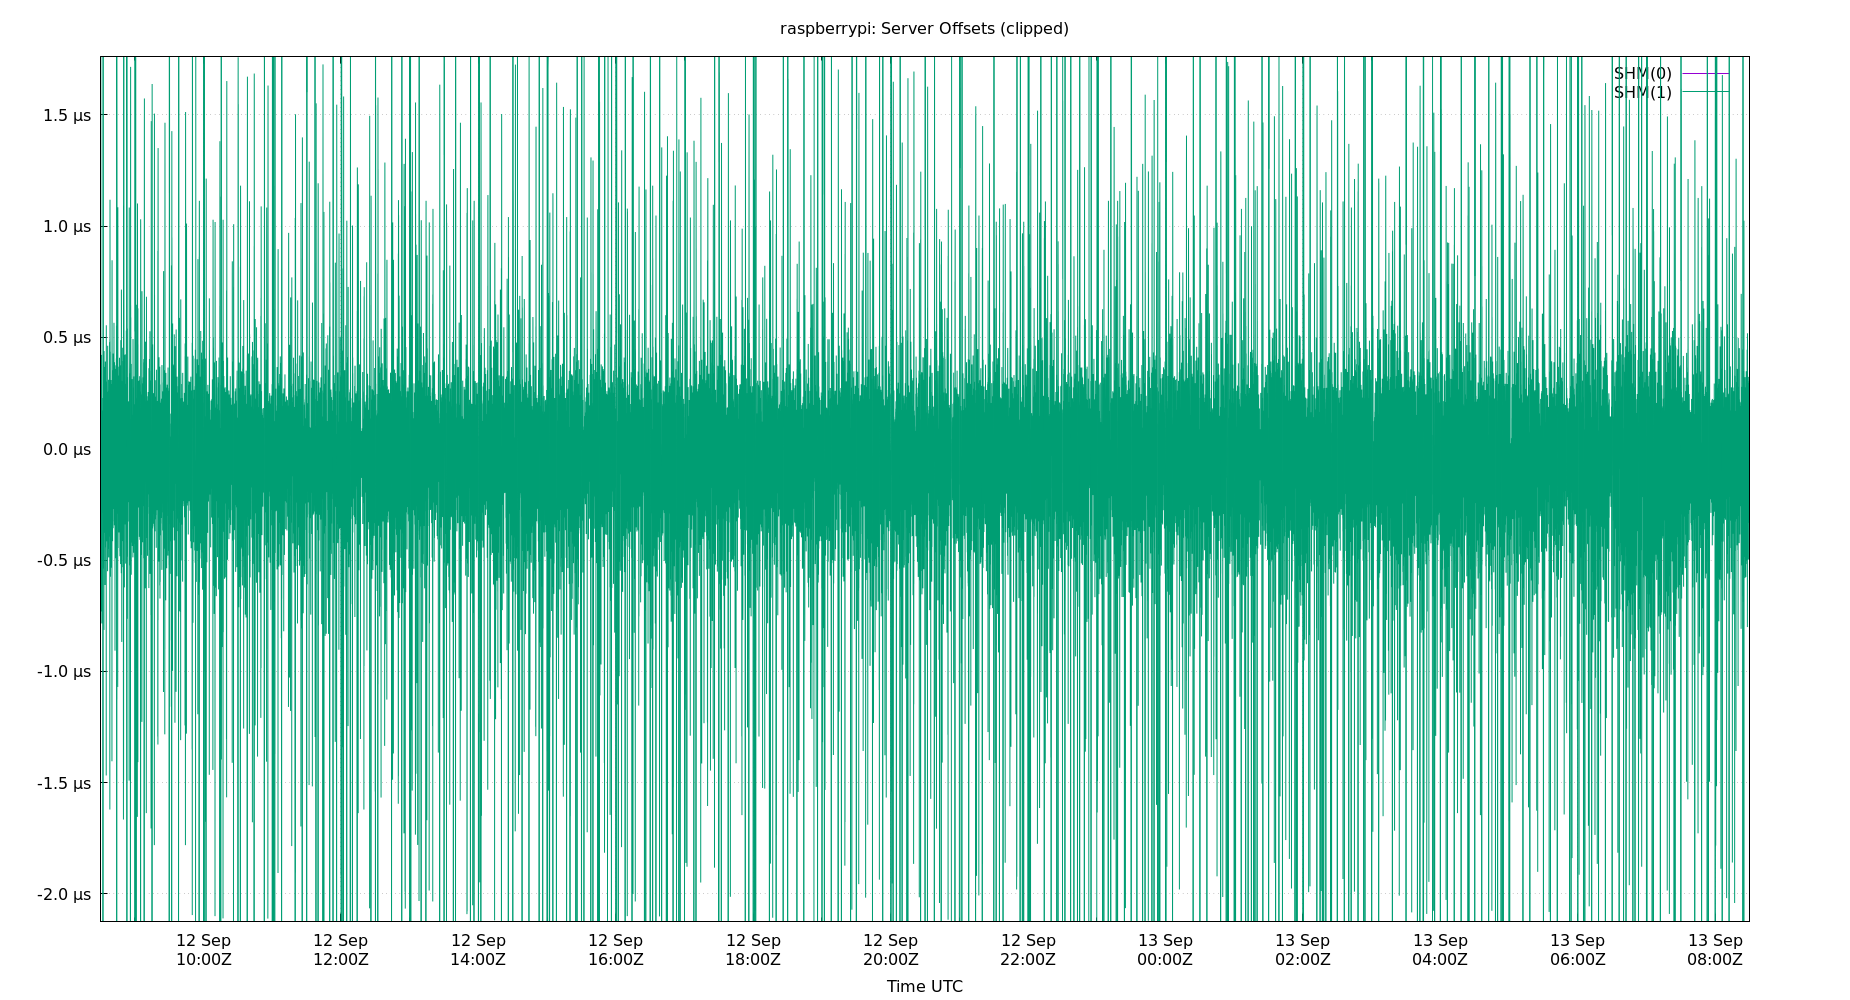 raspberrypi: Server Offsets (clipped)
SHM(0)
SHM(1)
1.5 µs
1.0 µs
0.5 µs
0.0 µs
-0.5 µs
-1.0 µs
-1.5 µs
-2.0 µs
12 Sep 12 Sep 12 Sep 12 Sep 12 Sep 12 Sep 12 Sep 13 Sep 13 Sep 13 Sep 13 Sep 13 Sep
10:00Z 12:00Z 14:00Z 16:00Z 18:00Z 20:00Z 22:00Z 00:00Z 02:00Z 04:00Z 06:00Z 08:00Z
Time UTC